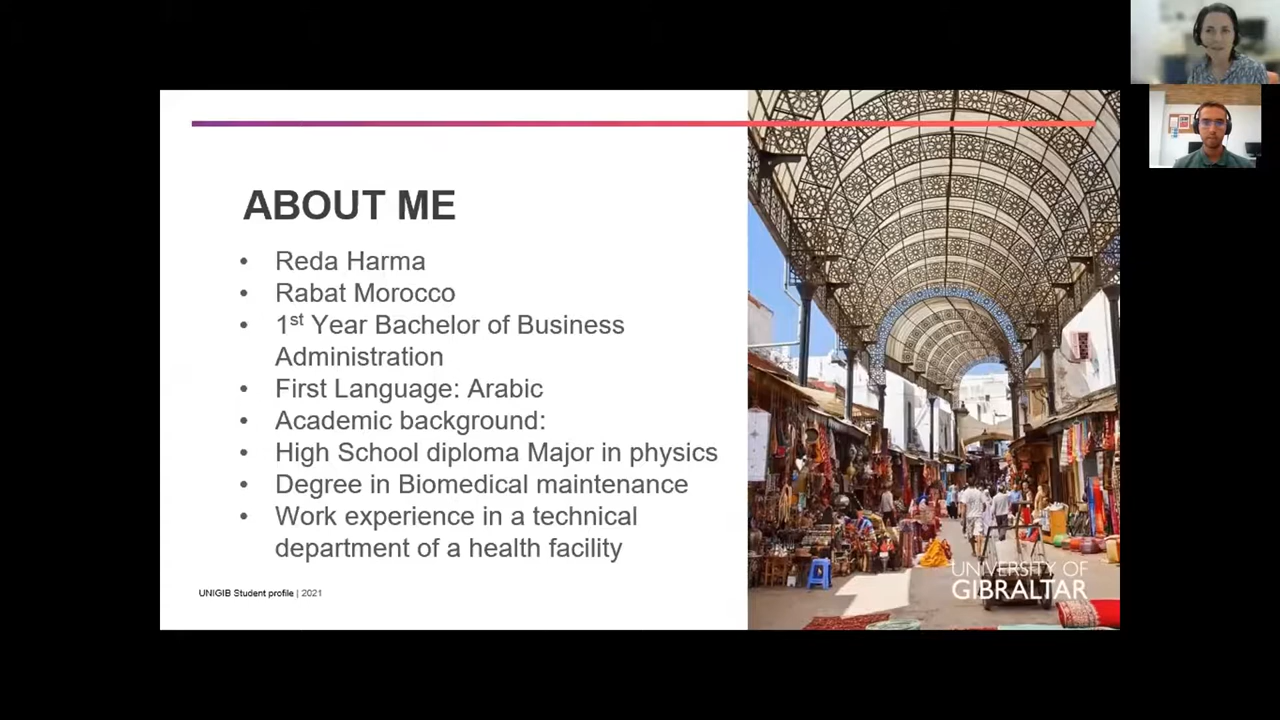 ABOUT ME
• Reda Harma
• Rabat Morocco
• 1st Year Bachelor of Business
Administration
• First Language: Arabic
• Academic background:
• High School diploma Major in physics
• Degree in Biomedical maintenance
• Work experience in a technical
department of a health facility
UNIGIB Student profile | 2021
UNIVERSITY OF
GIBRALTAR